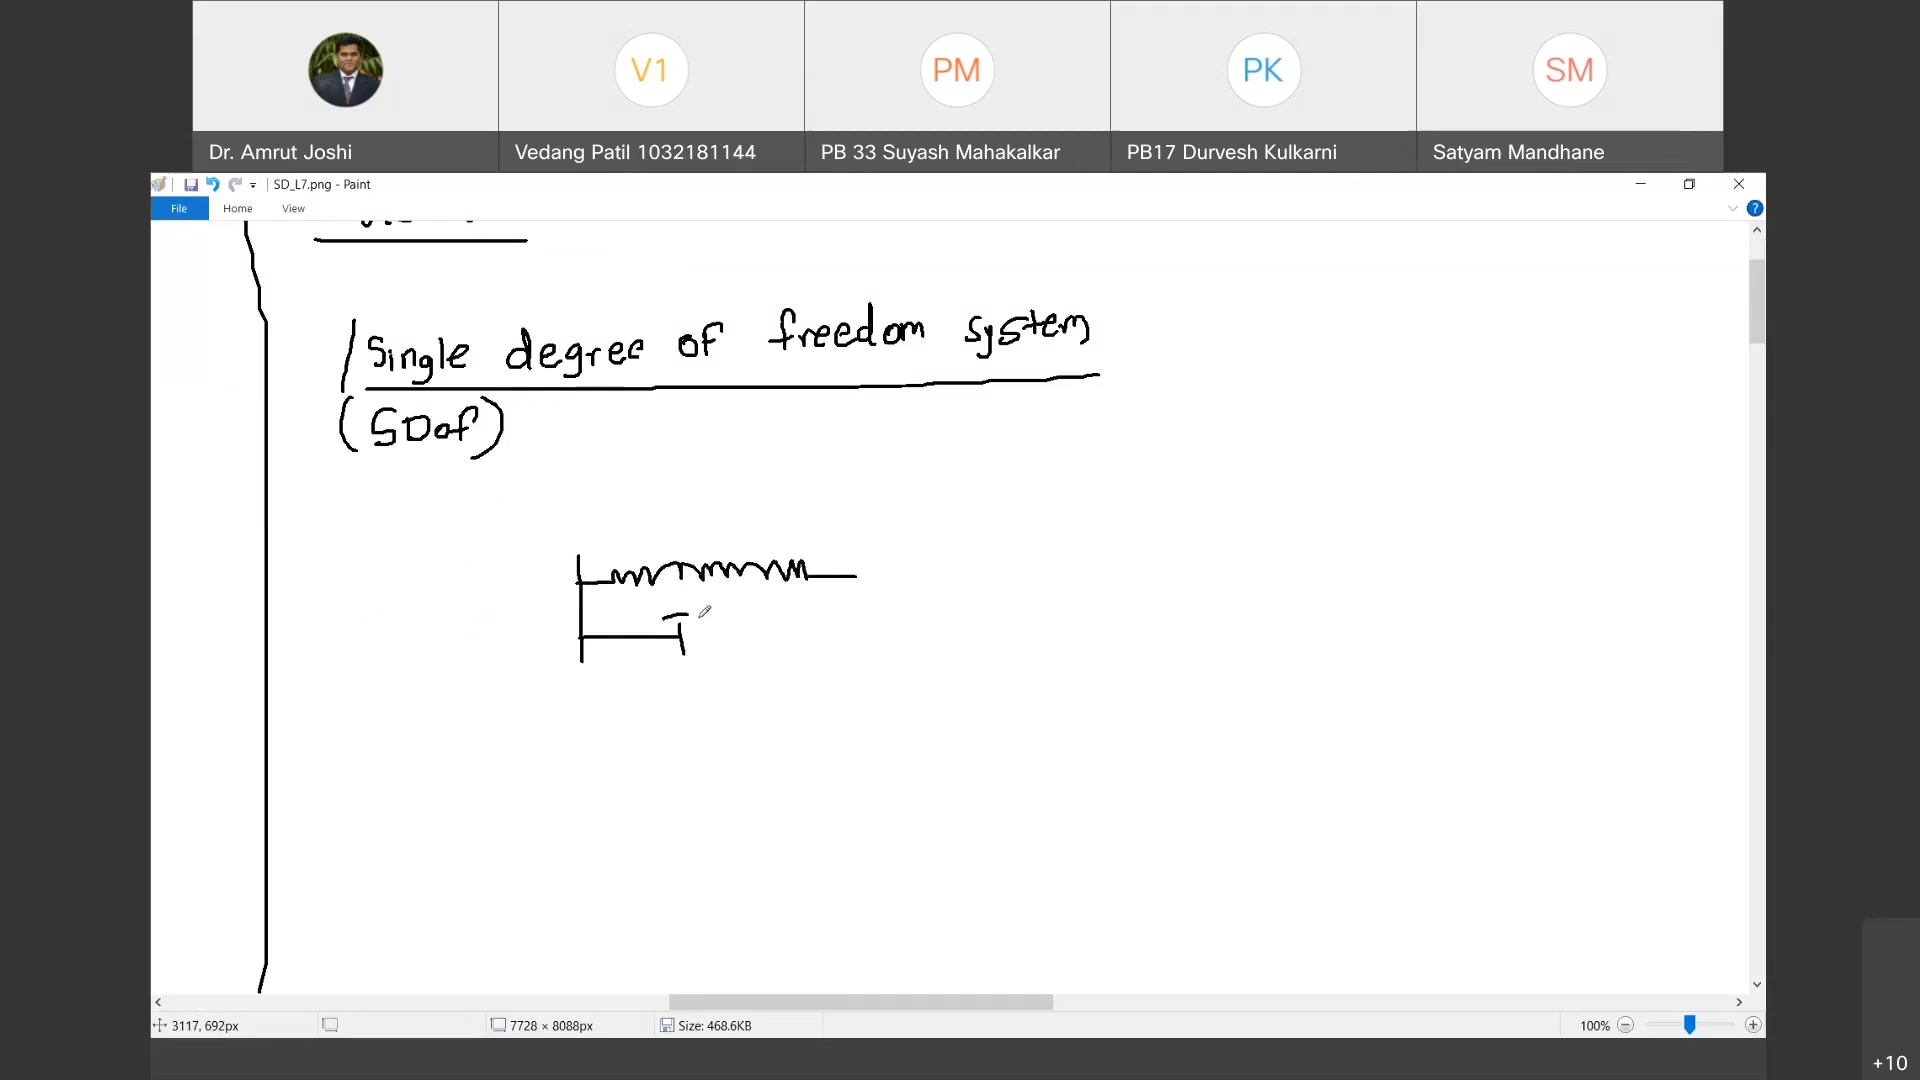 V1
PM
PK
SM
Dr. Amrut Joshi
Vedang Patil 1032181144
PB 33 Suyash Mahakalkar
PB17 Durvesh Kulkarni
Satyam Mandhane
SD_L7.png - Paint
File
Home
View
?
Single degree of freedom system
(SDof)
3117, 692px
7728 × 8088px
Size: 468.6KB
100%
+10